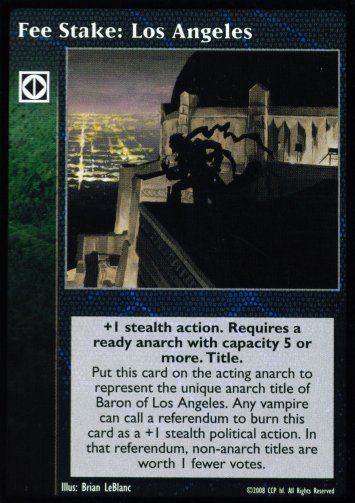 Fee Stake: Los Angeles
+1 stealth action. Requires a
ready anarch with capacity 5 or
more. Title.
Put this card on the acting anarch to
represent the unique anarch title of
Baron of Los Angeles. Any vampire
can call a referendum to burn this
card as a +1 stealth political action. In
that referendum, non-anarch titles are
worth 1 fewer votes.
Illus: Brian LeBlanc
©2008 CCP hf. All Rights Reserved